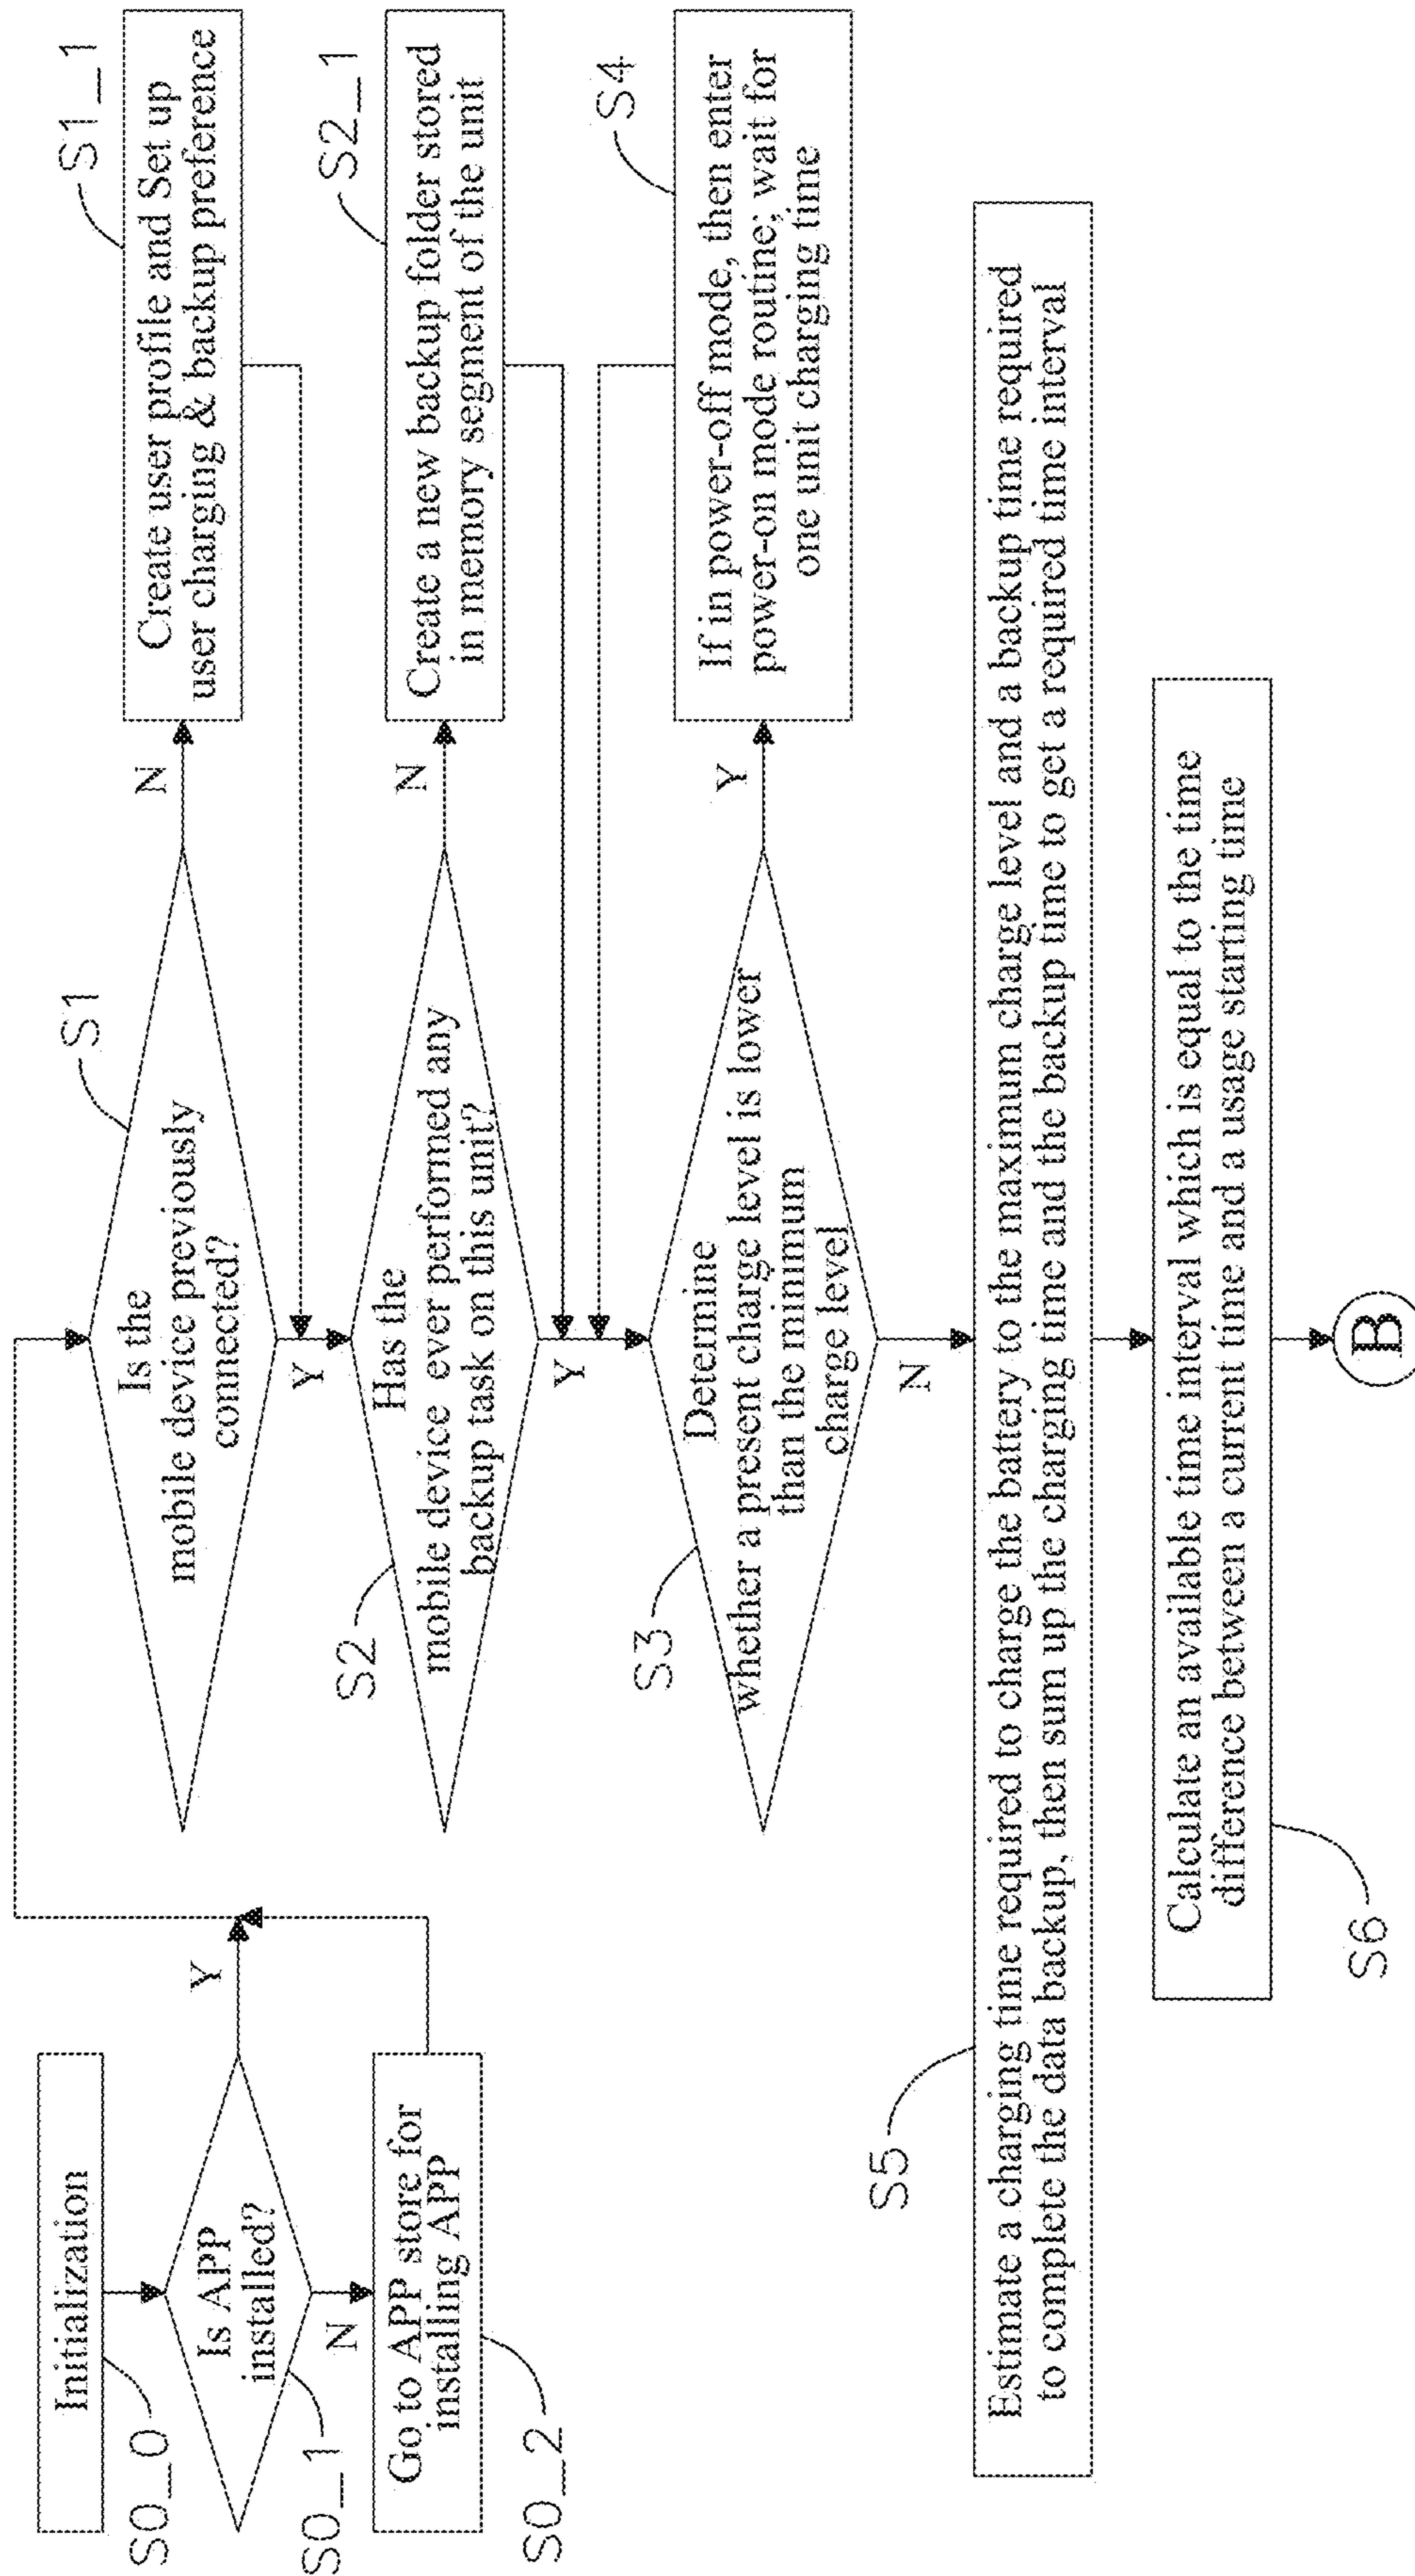 Initialization
S0_0
Is APP
installed?
S0_1
Y
N
Go to APP store for
installing APP
S0_2
Is the
mobile device previously
connected?
S1
N
Y
Create user profile and Set up
user charging & backup preference
S1_1
Has the
mobile device ever performed any
backup task on this unit?
S2
N
Y
Create a new backup folder stored
in memory segment of the unit
S2_1
Determine
whether a present charge level is lower
than the minimum
charge level
S3
Y
N
If in power-off mode, then enter
power-on mode routine; wait for
one unit charging time
S4
Estimate a charging time required to charge the battery to the maximum charge level and a backup time required
to complete the data backup, then sum up the charging time and the backup time to get a required time interval
S5
Calculate an available time interval which is equal to the time
difference between a current time and a usage starting time
S6
B